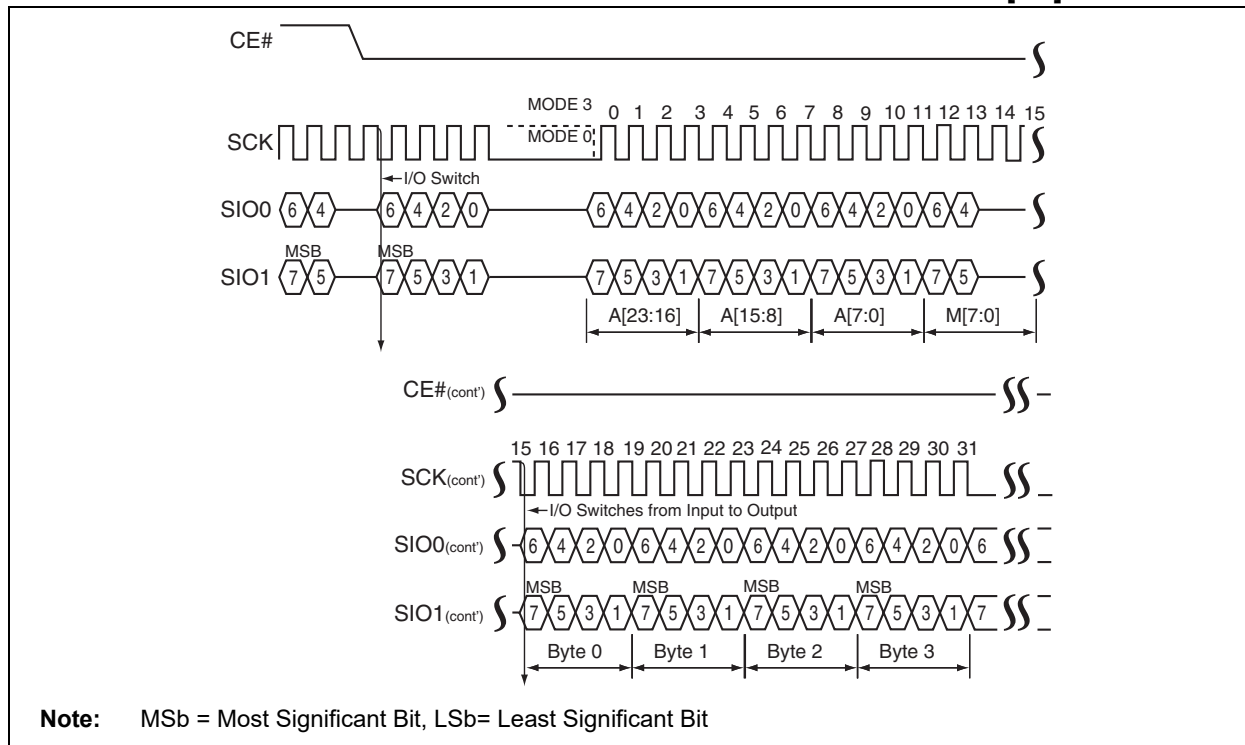 CE#
MODE 3
0 1 2 3 4 5 6 7 8 9 10 11 12 13 14 15
SCK
MODE 0
I/O Switch
SIO0 6 4 6 4 2 0 6 4 2 0 6 4 2 0 6 4 2 0 6 4
MSB MSB
SIO1 7 5 7 5 3 1 7 5 3 1 7 5 3 1 7 5 3 1 7 5
A[23:16] A[15:8] A[7:0] M[7:0]
CE#(cont')
15 16 17 18 19 20 21 22 23 24 25 26 27 28 29 30 31
SCK(cont')
I/O Switches from Input to Output
SIO0(cont') 6 4 2 0 6 4 2 0 6 4 2 0 6 4 2 0 6
MSB MSB MSB MSB
SIO1(cont') 7 5 3 1 7 5 3 1 7 5 3 1 7 5 3 1 7
Byte 0 Byte 1 Byte 2 Byte 3
Note: MSb = Most Significant Bit, LSb= Least Significant Bit